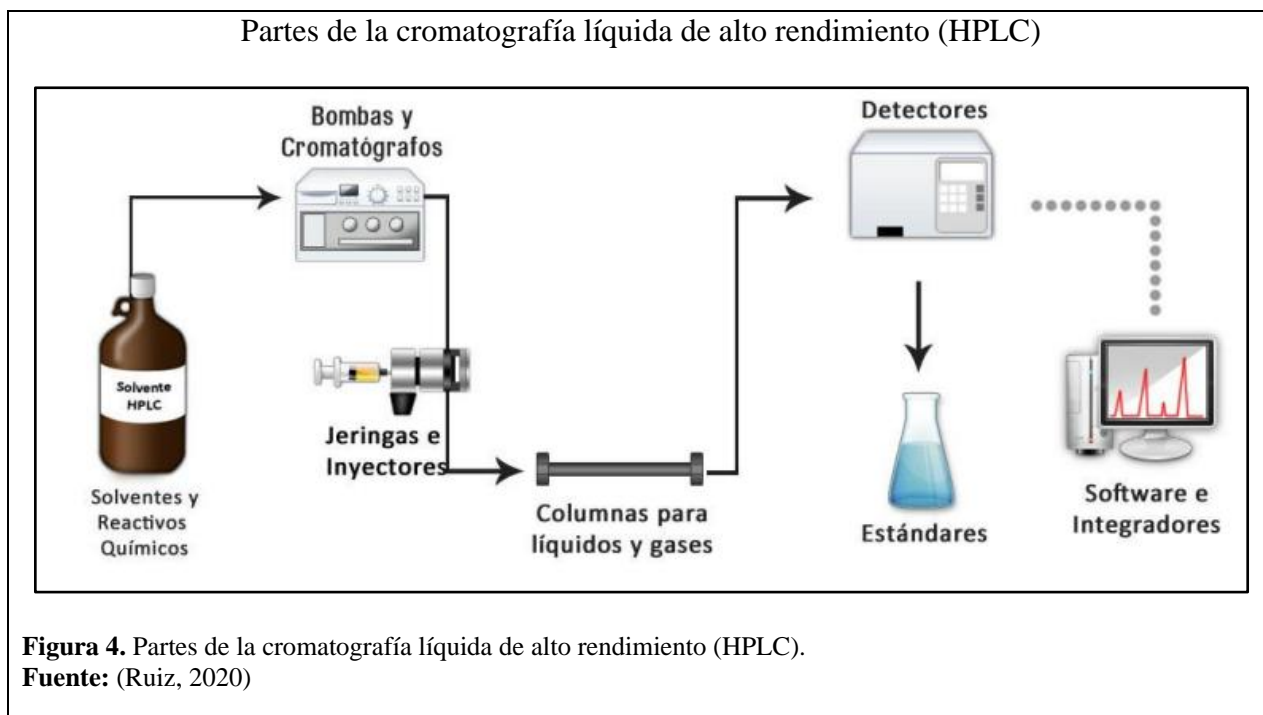 Partes de la cromatografía líquida de alto rendimiento (HPLC)
Bombas y
Cromatógrafos
Detectores
Solvente
HPLC
Solventes y
Reactivos
Químicos
Jeringas e
Inyectores
Columnas para
líquidos y gases
Estándares
Software e
Integradores
Figura 4. Partes de la cromatografía líquida de alto rendimiento (HPLC).
Fuente: (Ruiz, 2020)